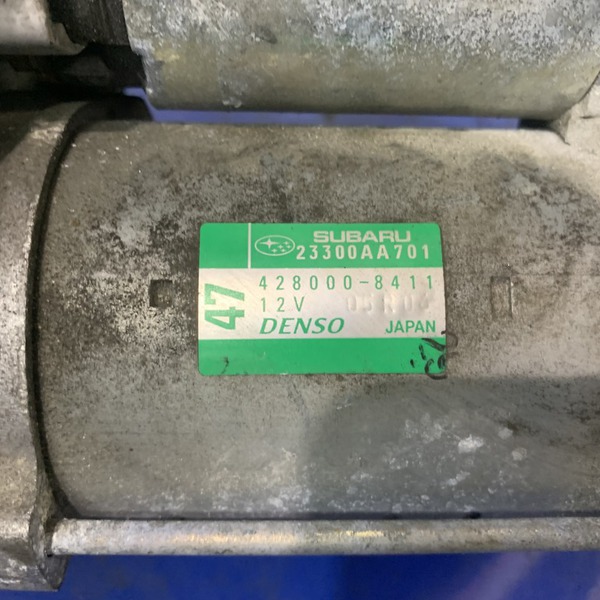 SUBARU
23300AA701
428000-8411
47
12V
DENSO JAPAN